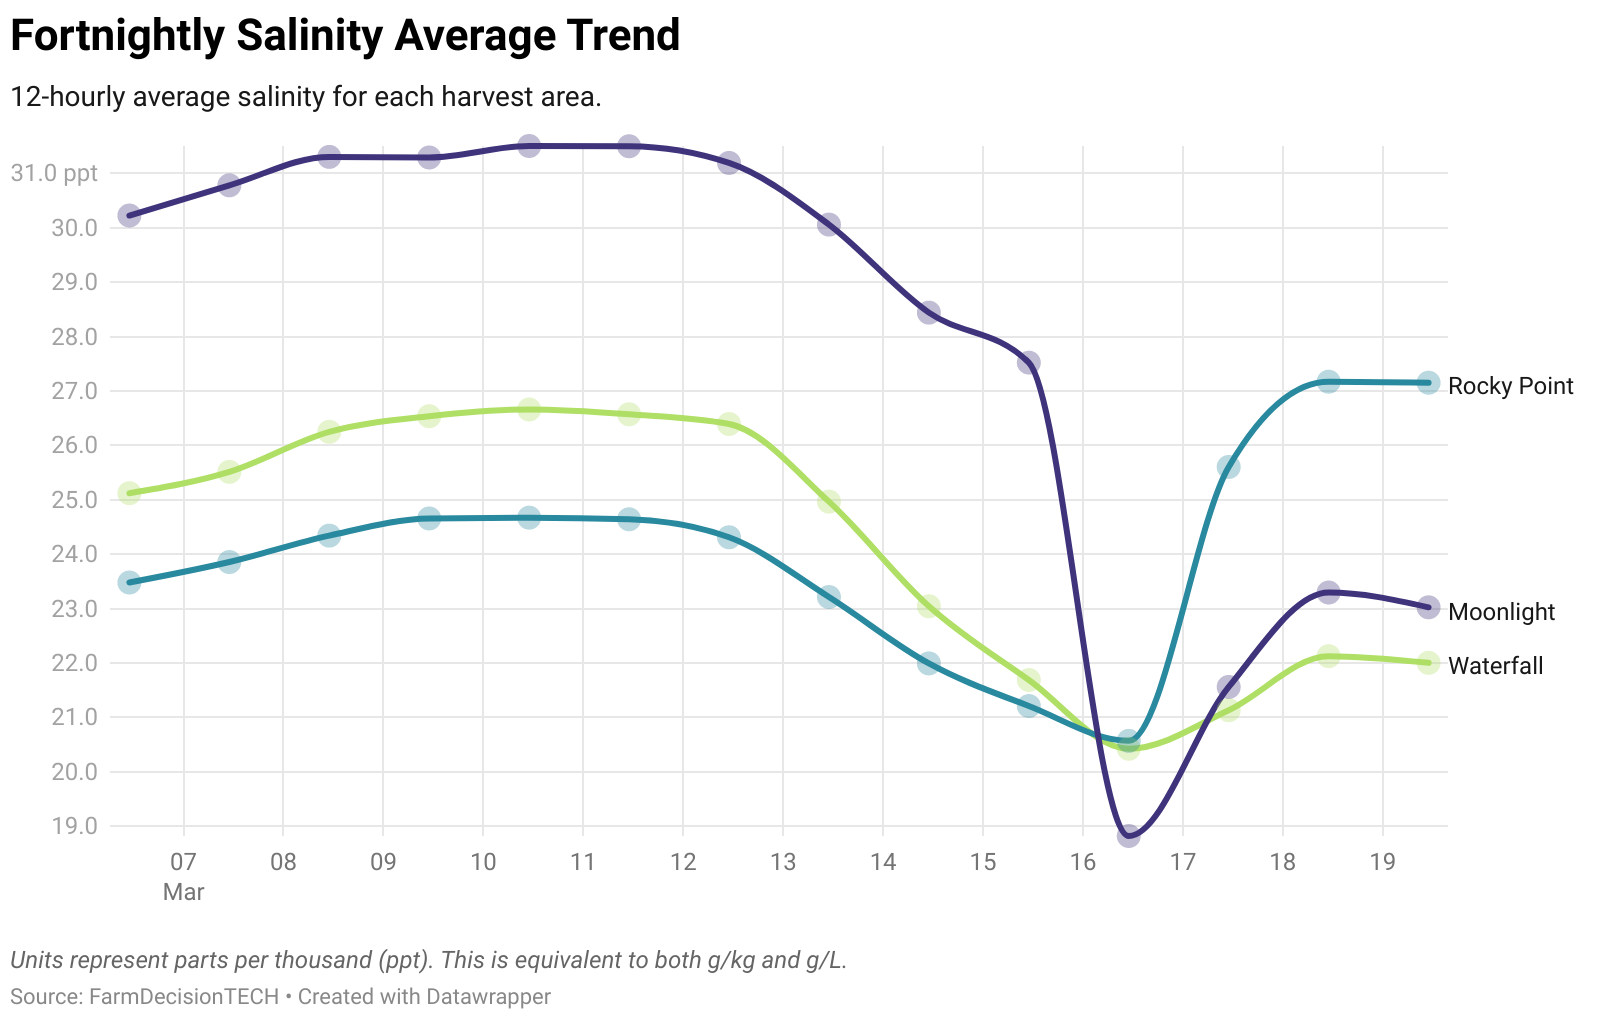 Fortnightly Salinity Average Trend
12-hourly average salinity for each harvest area.
31.0 ppt
30.0
29.0
28.0
27.0
26.0
25.0
24.0
23.0
22.0
21.0
20.0
19.0
Rocky Point
Moonlight
Waterfall
07 08 09 10 11 12 13 14 15 16 17 18 19
Mar
Units represent parts per thousand (ppt). This is equivalent to both g/kg and g/L.
Source: FarmDecisionTECH • Created with Datawrapper